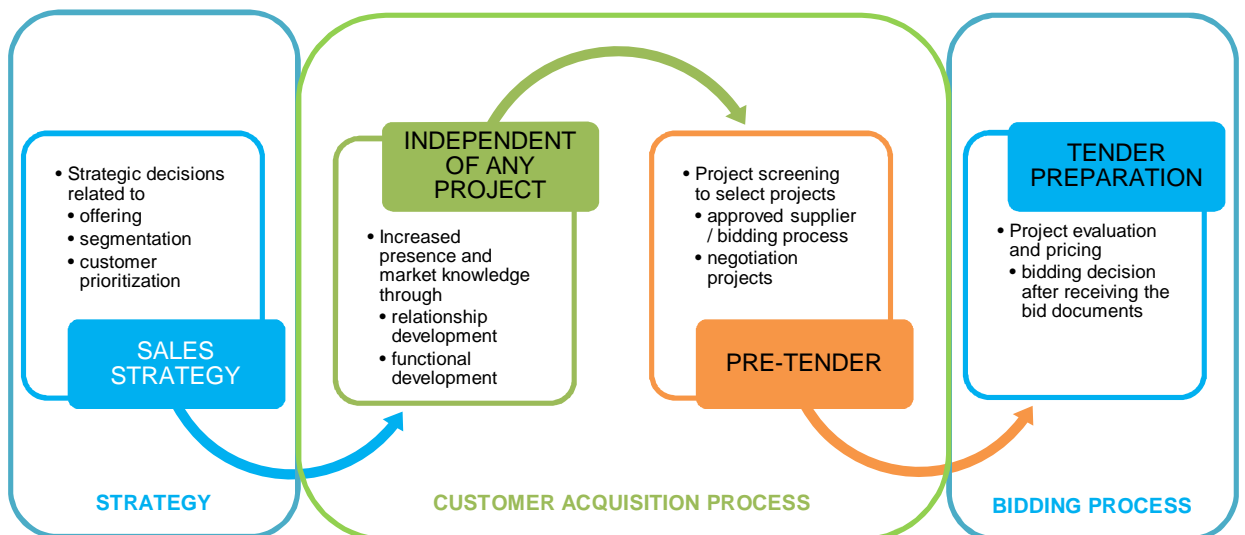 • Strategic decisions
related to
• offering
• segmentation
• customer
prioritization
SALES
STRATEGY
STRATEGY
INDEPENDENT
OF ANY
PROJECT
• Increased
presence and
market knowledge
through
• relationship
development
• functional
development
• Project screening
to select projects
• approved supplier
/ bidding process
• negotiation
projects
PRE-TENDER
CUSTOMER ACQUISITION PROCESS
TENDER
PREPARATION
• Project evaluation
and pricing
• bidding decision
after receiving the
bid documents
BIDDING PROCESS